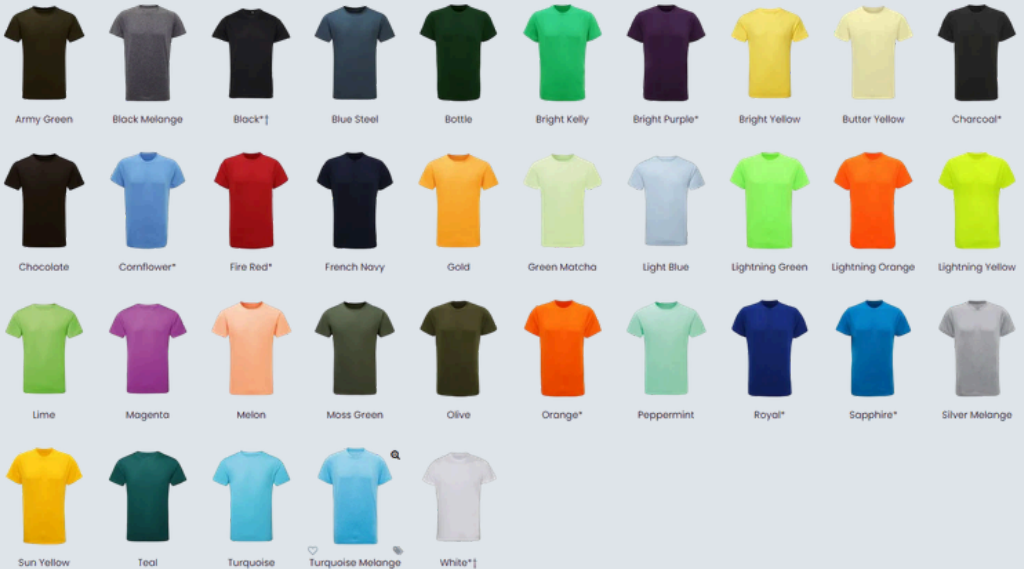 Army Green Black Melange Black*† Blue Steel Bottle Bright Kelly Bright Purple* Bright Yellow Butter Yellow Charcoal*
Chocolate Cornflower* Fire Red* French Navy Gold Green Matcha Light Blue Lightning Green Lightning Orange Lightning Yellow
Lime Magenta Melon Moss Green Olive Orange* Peppermint Royal* Sapphire* Silver Melange
Sun Yellow Teal Turquoise Turquoise Melange White*‡